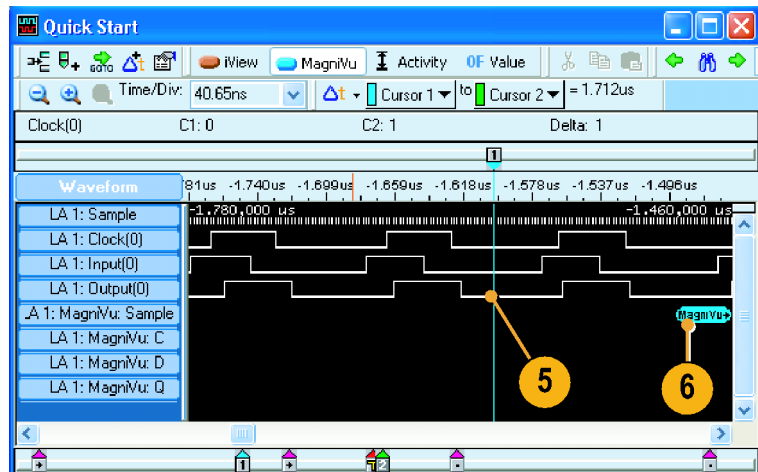 Quick Start
iView MagniVu Activity 0F Value
Time/Div: 40.65ns Δt Cursor 1 to Cursor 2 = 1.712us
Clock(0) C1: 0 C2: 1 Delta: 1
1
Waveform 81us -1.740us -1.699us -1.659us -1.618us -1.578us -1.537us -1.496us
LA 1: Sample -1.780,000 us -1.460,000 us
LA 1: Clock(0)
LA 1: Input(0)
LA 1: Output(0)
A 1: MagniVu: Sample MagniVu
LA 1: MagniVu: C
LA 1: MagniVu: D
LA 1: MagniVu: Q
5 6
1 2